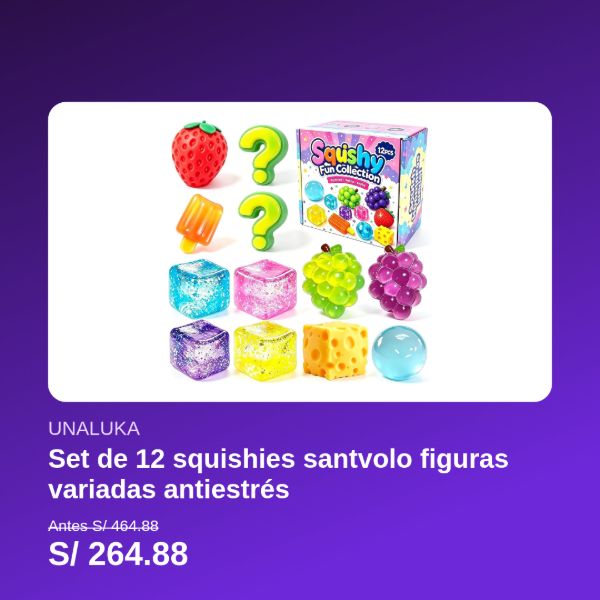 12pcs
Squishy
Fun Collection
UNALUKA
Set de 12 squishies santvolo figuras
variadas antiestrés
Antes S/ 464.88
S/ 264.88